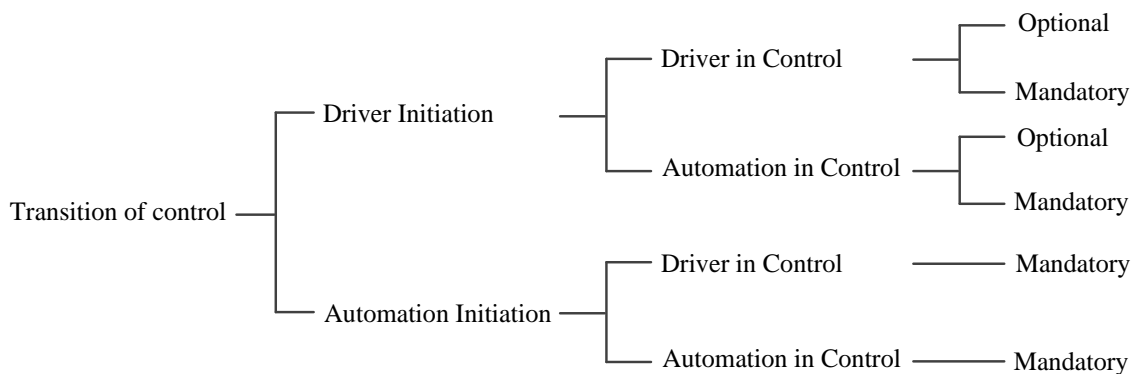 Optional
Driver in Control
Mandatory
Driver Initiation
Optional
Automation in Control
Mandatory
Transition of control
Driver in Control
Mandatory
Automation Initiation
Automation in Control
Mandatory